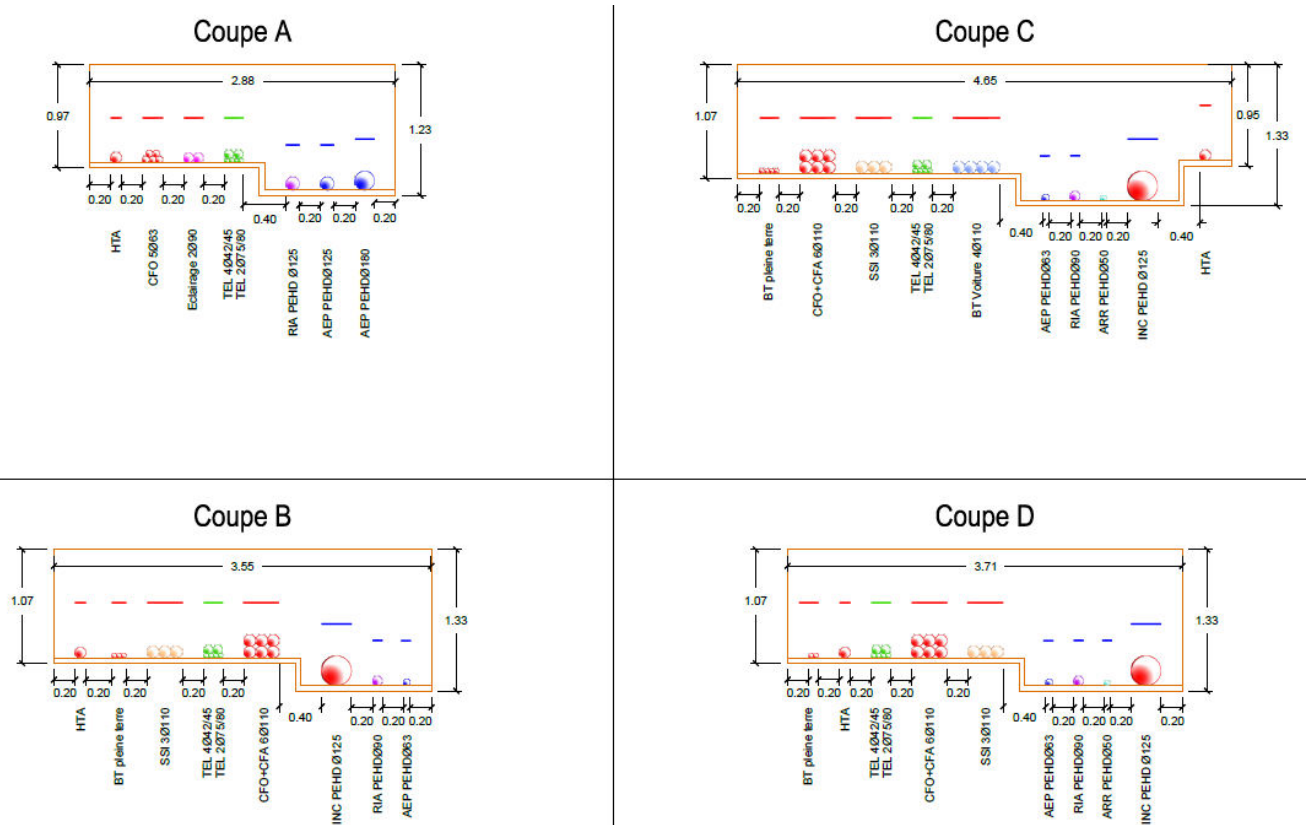 Coupe A
2.88
0.97
1.23
0.20
0.20
0.20
0.20
0.40
0.20
0.20
0.20
HTA
CFO 5Ø63
Eclairage 2Ø90
TEL 4Ø42/45
TEL 2Ø75/80
RIA PEHD Ø125
AEP PEHDØ125
AEP PEHDØ180
Coupe C
4.65
1.07
0.95
1.33
0.20
0.20
0.20
0.20
0.20
0.40
0.20
0.20
0.20
0.40
BT pleine terre
CFO+CFA 6Ø110
SSI 3Ø110
TEL 4Ø42/45
TEL 2Ø75/80
BT Voiture 4Ø110
AEP PEHDØ63
RIA PEHDØ90
ARR PEHDØ50
INC PEHD Ø125
HTA
Coupe B
3.55
1.07
1.33
0.20
0.20
0.20
0.20
0.20
0.40
0.20
0.20
0.20
HTA
BT pleine terre
SSI 3Ø110
TEL 4Ø42/45
TEL 2Ø75/80
CFO+CFA 6Ø110
INC PEHD Ø125
RIA PEHDØ90
AEP PEHDØ63
Coupe D
3.71
1.07
1.33
0.20
0.20
0.20
0.20
0.20
0.40
0.20
0.20
0.20
0.20
BT pleine terre
HTA
TEL 4Ø42/45
TEL 2Ø75/80
CFO+CFA 6Ø110
SSI 3Ø110
AEP PEHDØ63
RIA PEHDØ90
ARR PEHDØ50
INC PEHD Ø125